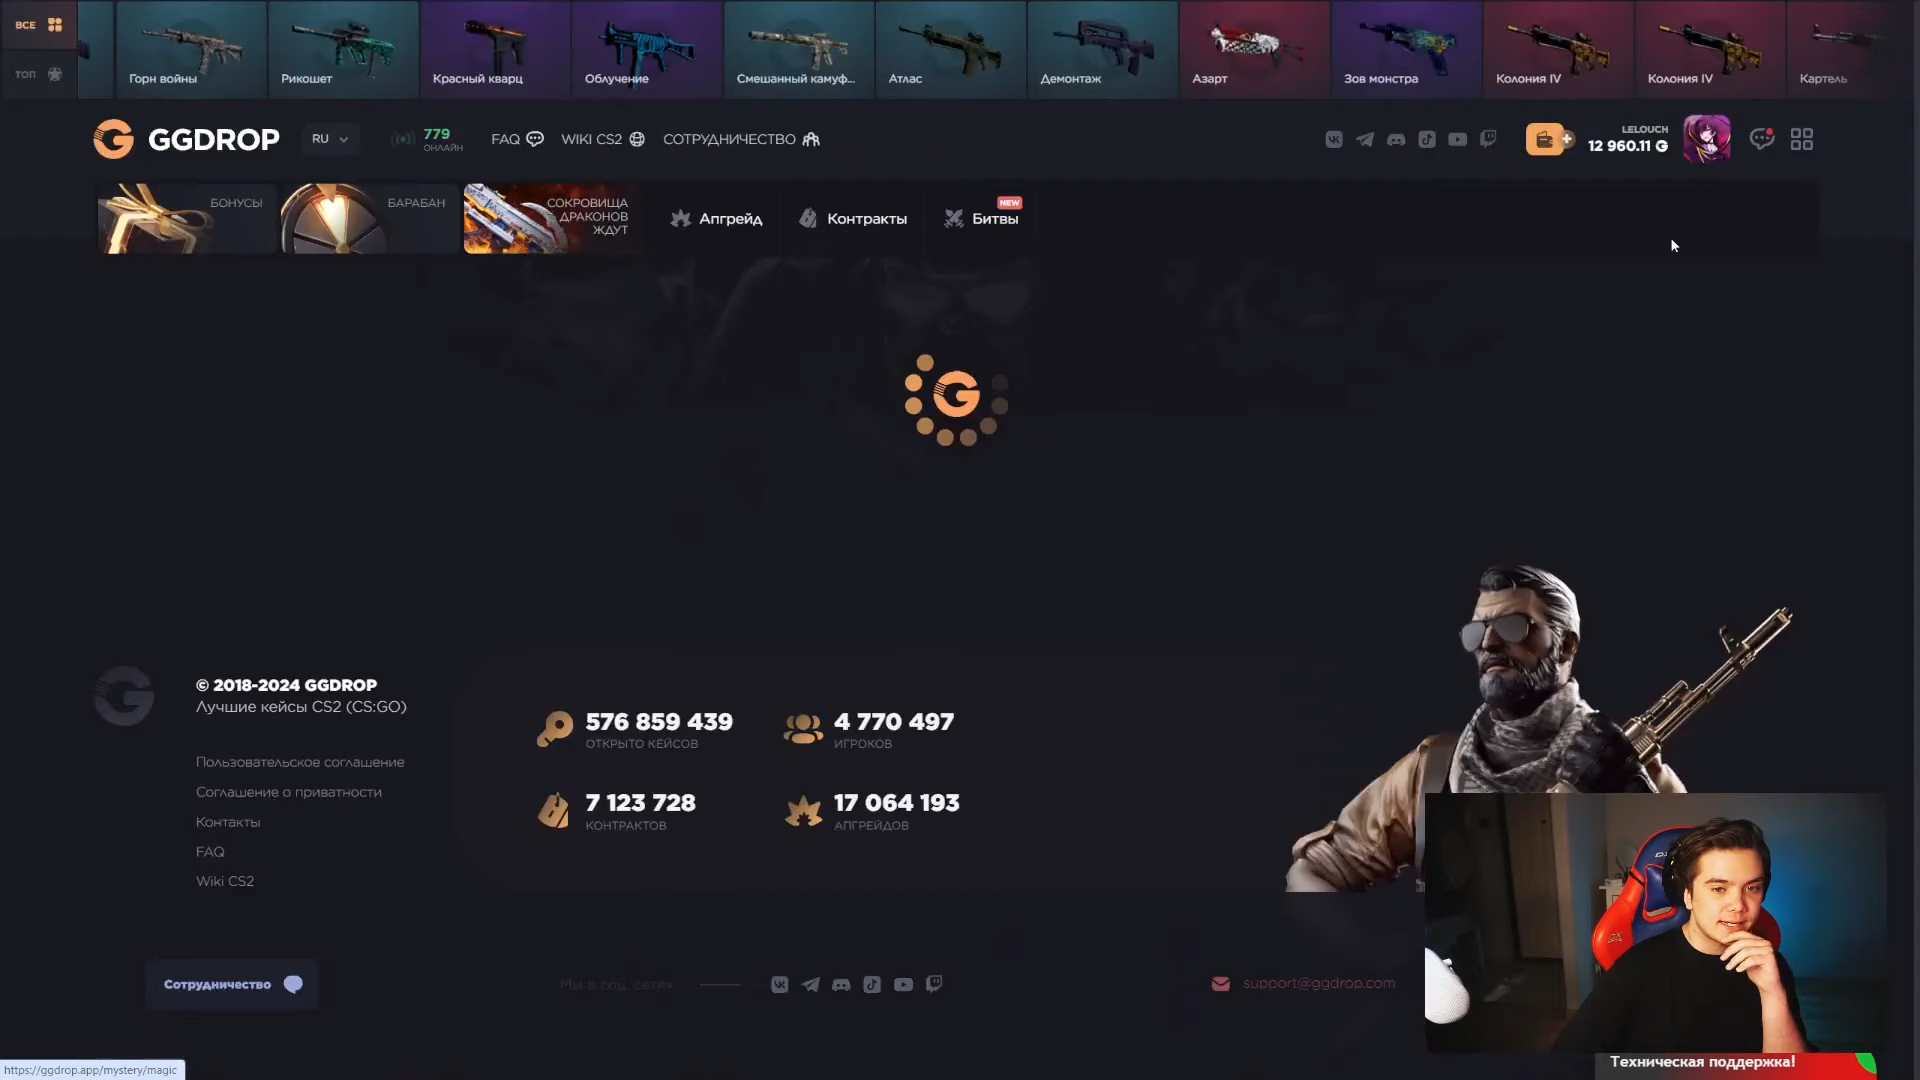 ВСЕ
ТОП
Горн войны
Рикошет
Красный кварц
Облучение
Смешанный камуф...
Атлас
Демонтаж
Азарт
Зов монстра
Колония IV
Колония IV
Картель
GGDROP
RU
779
ОНЛАЙН
FAQ
WIKI CS2
СОТРУДНИЧЕСТВО
LELOUCH
12 960.11 G
БОНУСЫ
БАРАБАН
СОКРОВИЩА
ДРАКОНОВ
ЖДУТ
Апгрейд
Контракты
NEW
Битвы
© 2018-2024 GGDROP
Лучшие кейсы CS2 (CS:GO)
Пользовательское соглашение
Соглашение о приватности
Контакты
FAQ
Wiki CS2
576 859 439
ОТКРЫТО КЕЙСОВ
4 770 497
ИГРОКОВ
7 123 728
КОНТРАКТОВ
17 064 193
АПГРЕЙДОВ
Сотрудничество
Мы в соц. сетях
support@ggdrop.com
Техническая поддержка!
https://ggdrop.app/mystery/magic